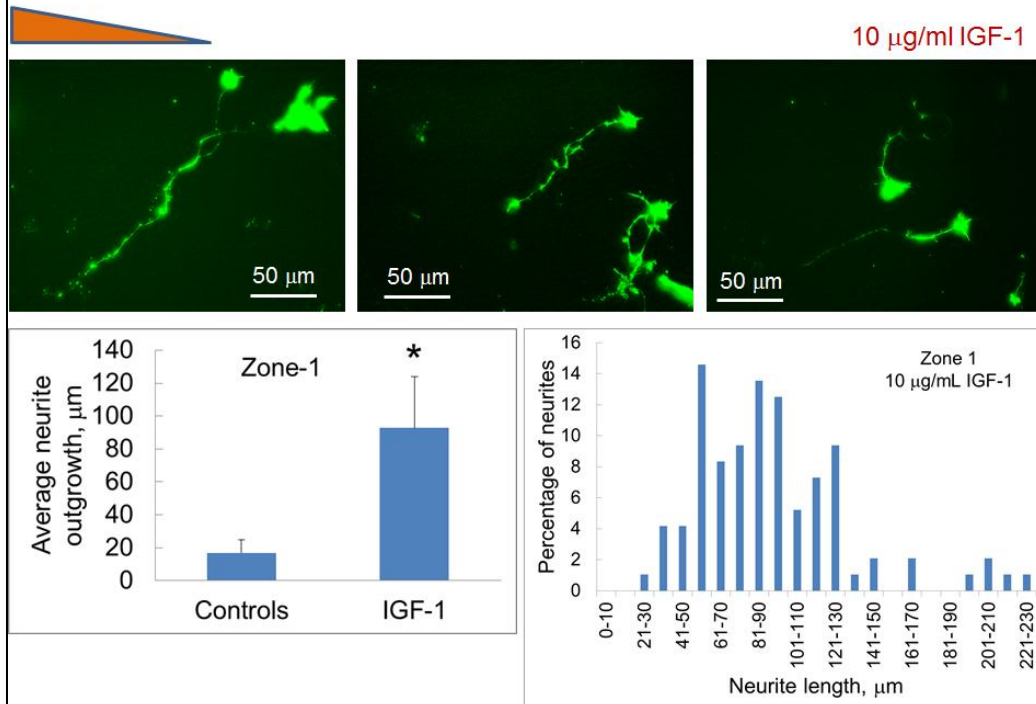 10 μg/ml IGF-1
50 μm
50 μm
50 μm
140
120
100
80
60
40
20
0
Average neurite
outgrowth, μm
Zone-1
*
Controls
IGF-1
16
14
12
10
8
6
4
2
0
Percentage of neurites
Zone 1
10 μg/mL IGF-1
0-10
21-30
41-50
61-70
81-90
101-110
121-130
141-150
161-170
181-190
201-210
221-230
Neurite length, μm